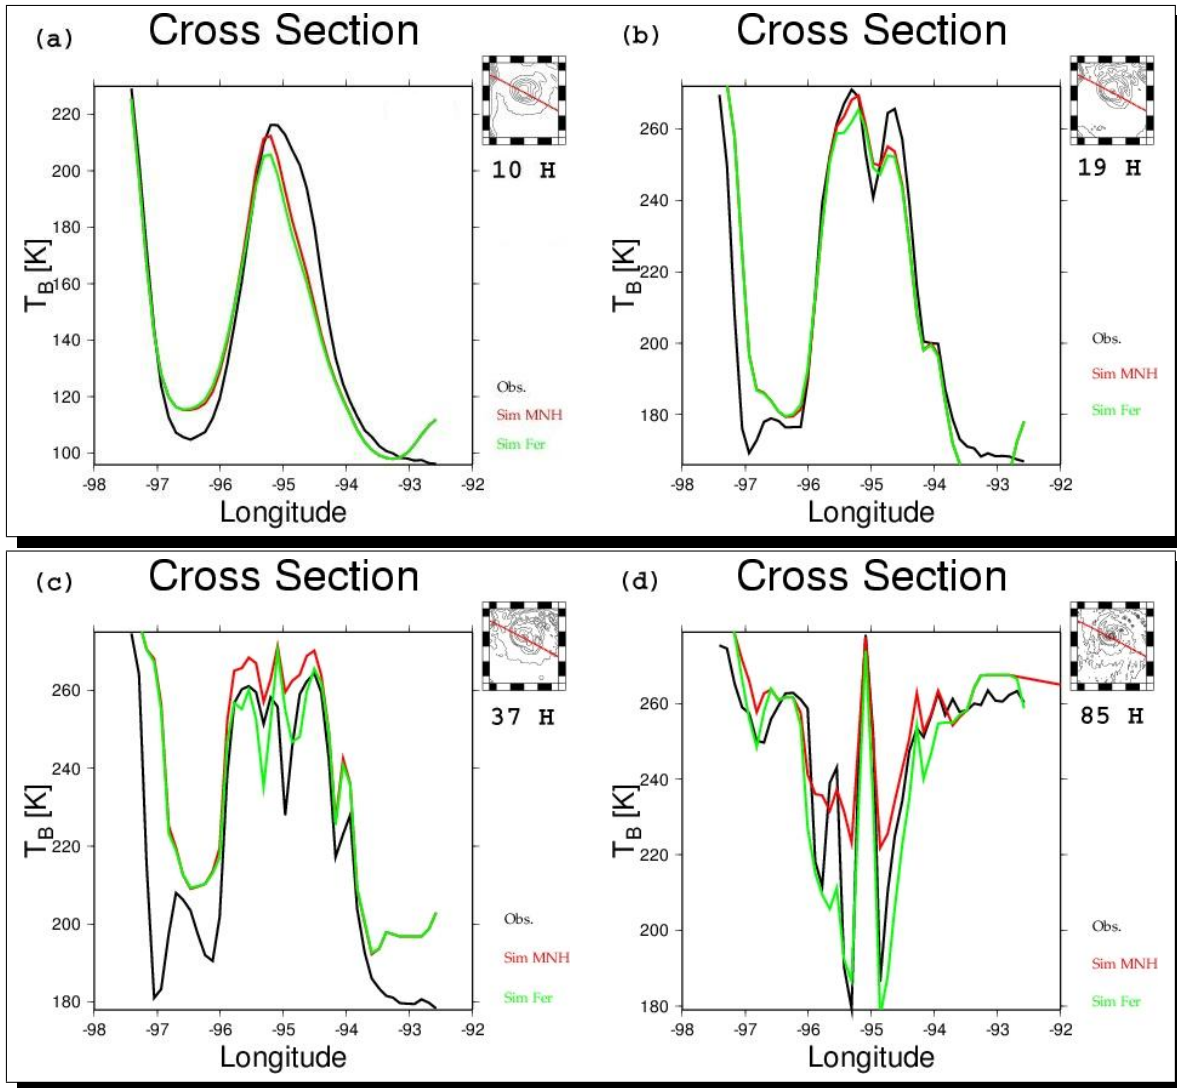 (a) Cross Section
220
200
180
160
140
120
100
-98 -97 -96 -95 -94 -93 -92
Longitude
TB [K]
10 H
Obs.
Sim MNH
Sim Fer
(b) Cross Section
260
240
220
200
180
-98 -97 -96 -95 -94 -93 -92
Longitude
TB [K]
19 H
Obs.
Sim MNH
Sim Fer
(c) Cross Section
260
240
220
200
180
-98 -97 -96 -95 -94 -93 -92
Longitude
TB [K]
37 H
Obs.
Sim MNH
Sim Fer
(d) Cross Section
260
240
220
200
180
-98 -97 -96 -95 -94 -93 -92
Longitude
TB [K]
85 H
Obs.
Sim MNH
Sim Fer